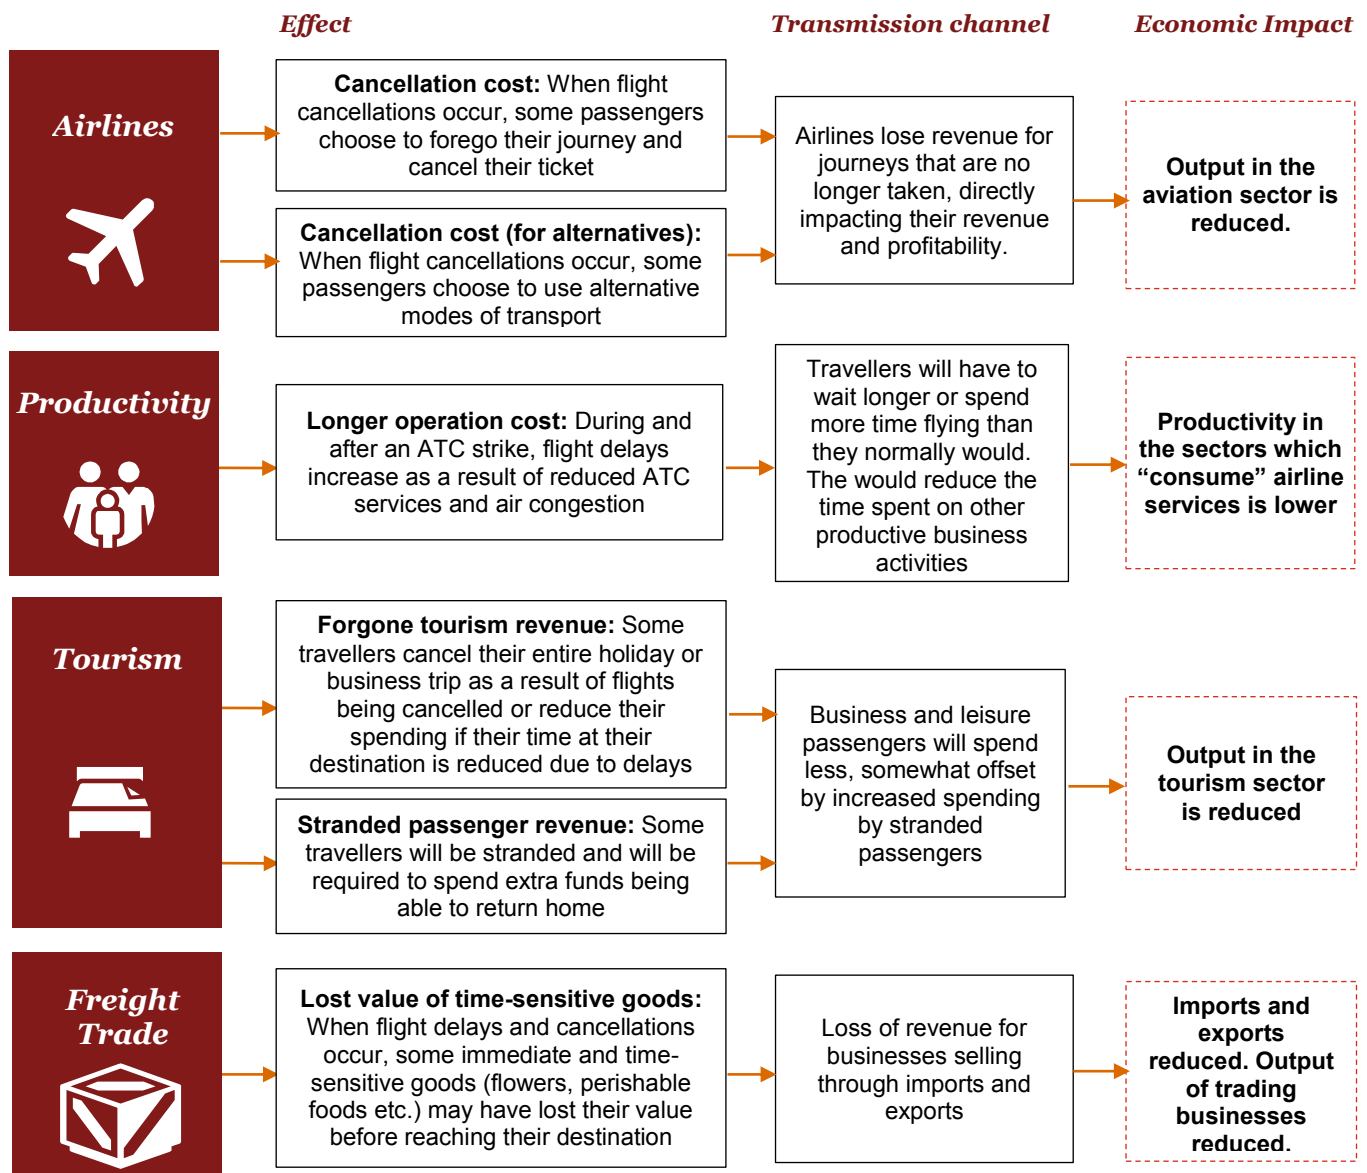 Effect
Transmission channel
Economic Impact
Airlines
Cancellation cost: When flight
cancellations occur, some passengers
choose to forego their journey and
cancel their ticket
Cancellation cost (for alternatives):
When flight cancellations occur, some
passengers choose to use alternative
modes of transport
Airlines lose revenue for
journeys that are no
longer taken, directly
impacting their revenue
and profitability.
Output in the
aviation sector is
reduced.
Productivity
Longer operation cost: During and
after an ATC strike, flight delays
increase as a result of reduced ATC
services and air congestion
Travellers will have to
wait longer or spend
more time flying than
they normally would.
The would reduce the
time spent on other
productive business
activities
Productivity in
the sectors which
“consume” airline
services is lower
Tourism
Forgone tourism revenue: Some
travellers cancel their entire holiday or
business trip as a result of flights
being cancelled or reduce their
spending if their time at their
destination is reduced due to delays
Stranded passenger revenue: Some
travellers will be stranded and will be
required to spend extra funds being
able to return home
Business and leisure
passengers will spend
less, somewhat offset
by increased spending
by stranded
passengers
Output in the
tourism sector
is reduced
Freight
Trade
Lost value of time-sensitive goods:
When flight delays and cancellations
occur, some immediate and time-
sensitive goods (flowers, perishable
foods etc.) may have lost their value
before reaching their destination
Loss of revenue for
businesses selling
through imports and
exports
Imports and
exports
reduced. Output
of trading
businesses
reduced.